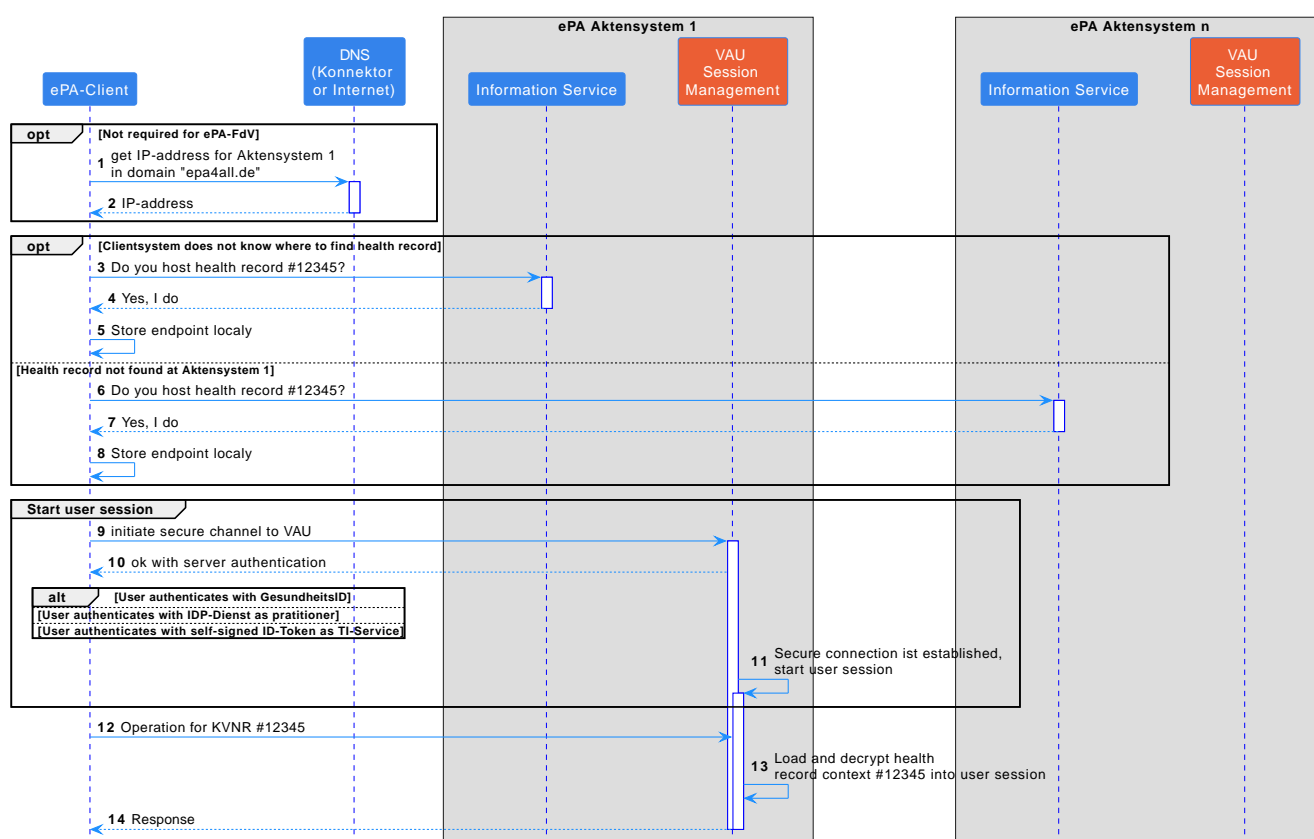 ePA Aktensystem 1
ePA Aktensystem n
ePA-Client
DNS
(Konnektor
or Internet)
Information Service
VAU
Session
Management
Information Service
VAU
Session
Management
opt
[Not required for ePA-FdV]
1 get IP-address for Aktensystem 1
in domain "epa4all.de"
2 IP-address
opt
[Clientsystem does not know where to find health record]
3 Do you host health record #12345?
4 Yes, I do
5 Store endpoint localy
[Health record not found at Aktensystem 1]
6 Do you host health record #12345?
7 Yes, I do
8 Store endpoint localy
Start user session
9 initiate secure channel to VAU
10 ok with server authentication
alt
[User authenticates with GesundheitsID]
[User authenticates with IDP-Dienst as pratitioner]
[User authenticates with self-signed ID-Token as TI-Service]
11 Secure connection ist established,
start user session
12 Operation for KVNR #12345
13 Load and decrypt health
record context #12345 into user session
14 Response